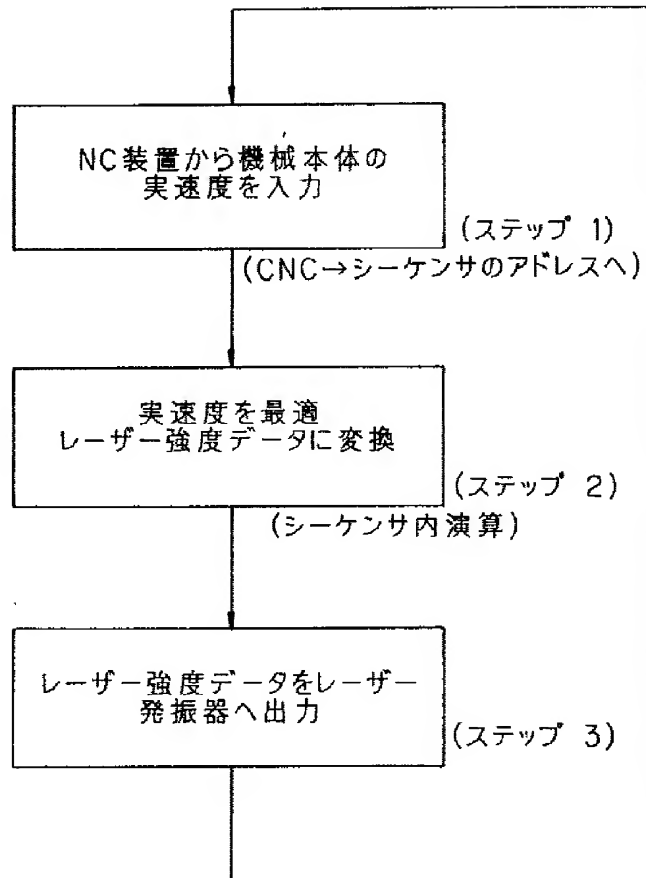 NC装置から機械本体の
実速度を入力
(ステップ 1)
(CNC→シーケンサのアドレスへ)
実速度を最適
レーザー強度データに変換
(ステップ 2)
(シーケンサ内演算)
レーザー強度データをレーザー
発振器へ出力
(ステップ 3)